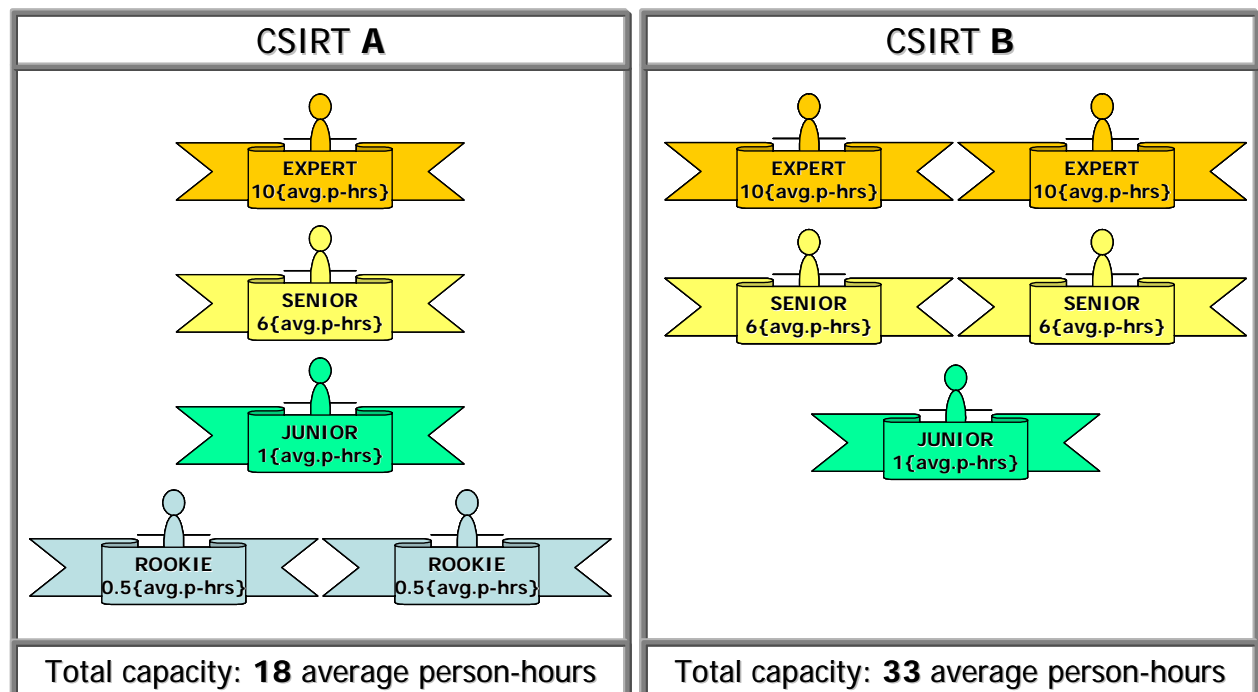 CSIRT A
EXPERT
10{avg.p-hrs}
SENIOR
6{avg.p-hrs}
JUNIOR
1{avg.p-hrs}
ROOKIE
0.5{avg.p-hrs}
ROOKIE
0.5{avg.p-hrs}
Total capacity: 18 average person-hours
CSIRT B
EXPERT
10{avg.p-hrs}
EXPERT
10{avg.p-hrs}
SENIOR
6{avg.p-hrs}
SENIOR
6{avg.p-hrs}
JUNIOR
1{avg.p-hrs}
Total capacity: 33 average person-hours